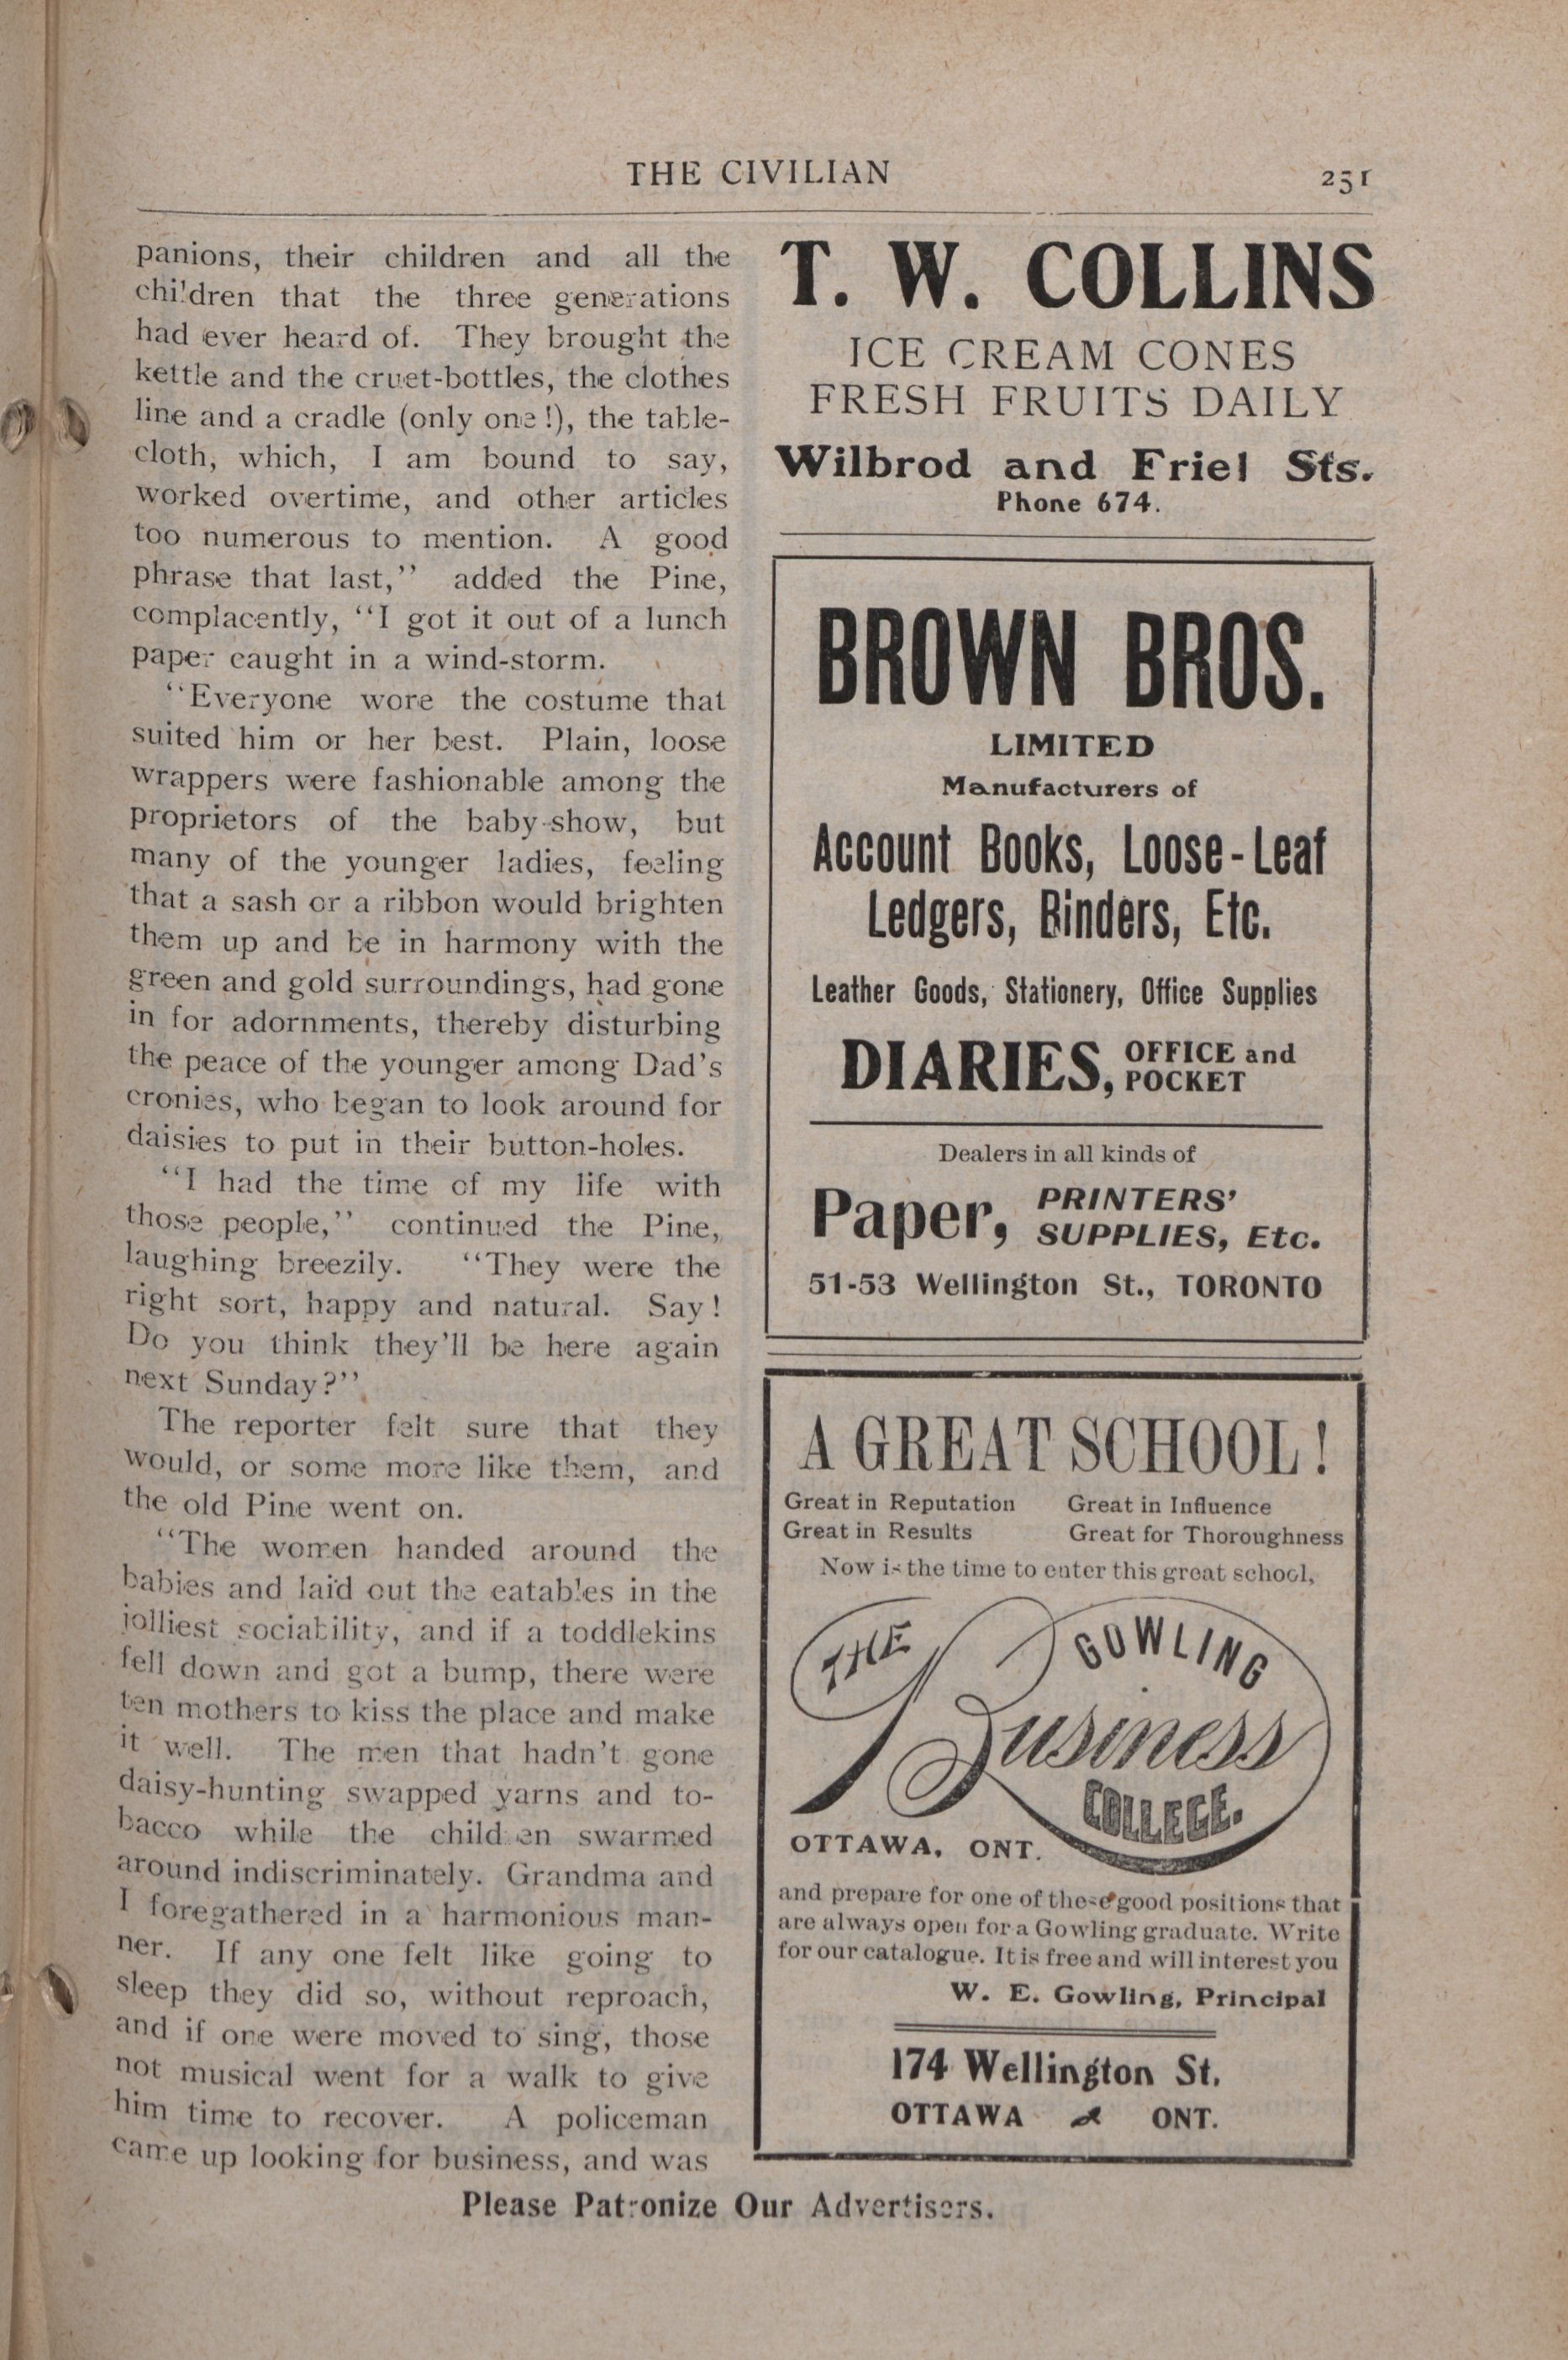 THE CIVILIAN
251
panions, their children and all the
children that the three generations
had ever heard of. They brought the
kettle and the cruet-bottles, the clothes
line and a cradle (only one!), the table-
cloth, which, I am bound to say,
worked overtime, and other articles
too numerous to mention. A good
phrase that last,'' added the Pine,
complacently, ''I got it out of a lunch
paper caught in a wind-storm.
''Everyone wore the costume that
suited him or her best. Plain, loose
wrappers were fashionable among the
proprietors of the baby-show, but
many of the younger ladies, feeling
that a sash or a ribbon would brighten
them up and be in harmony with the
green and gold surroundings, had gone
in for adornments, thereby disturbing
the peace of the younger among Dad's
cronies, who began to look around for
daisies to put in their button-holes.
''I had the time of my life with
those people,'' continued the Pine,
laughing breezily. ''They were the
right sort, happy and natural. Say!
Do you think they'll be here again
next Sunday?''
The reporter felt sure that they
would, or some more like them, and
the old Pine went on.
''The women handed around the
babies and laid out the eatables in the
jolliest sociability, and if a toddlekins
fell down and got a bump, there were
ten mothers to kiss the place and make
it well. The men that hadn't gone
daisy-hunting swapped yarns and to-
bacco while the children swarmed
around indiscriminately. Grandma and
I foregathered in a harmonious man-
ner. If any one felt like going to
sleep they did so, without reproach,
and if one were moved to sing, those
not musical went for a walk to give
him time to recover. A policeman
came up looking for business, and was
T. W. COLLINS
ICE CREAM CONES
FRESH FRUITS DAILY
Wilbrod and Friel Sts.
Phone 674.
BROWN BROS.
LIMITED
Manufacturers of
Account Books, Loose-Leaf
Ledgers, Binders, Etc.
Leather Goods, Stationery, Office Supplies
DIARIES, OFFICE and
POCKET
Dealers in all kinds of
Paper, PRINTERS'
SUPPLIES, Etc.
51-53 Wellington St., TORONTO
A GREAT SCHOOL!
Great in Reputation Great in Influence
Great in Results Great for Thoroughness
Now is the time to enter this great school,
THE GOWLING
Business
COLLEGE.
OTTAWA, ONT.
and prepare for one of these good positions that
are always open for a Gowling graduate. Write
for our catalogue. It is free and will interest you
W. E. Gowling, Principal
174 Wellington St.
OTTAWA ONT.
Please Patronize Our Advertisers.